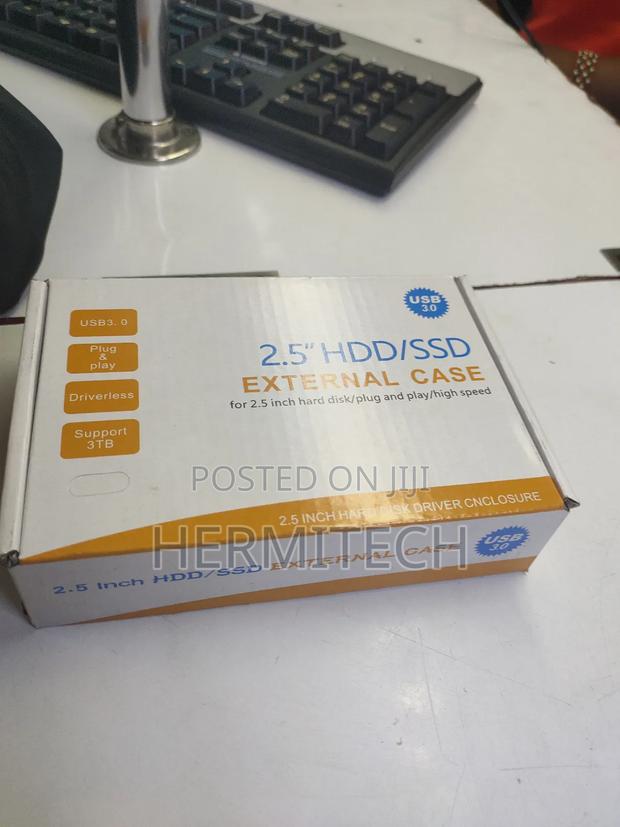 USB3.0
Plug
&
play
Driverless
Support
3TB
USB
3.0
2.5" HDD/SSD
EXTERNAL CASE
for 2.5 inch hard disk/plug and play/high speed
POSTED ON JIJI
2.5 INCH HARD DISK DRIVER CNCLOSURE
HERMITECH
2.5 Inch HDD/SSD EXTERNAL CASE
USB
3.0